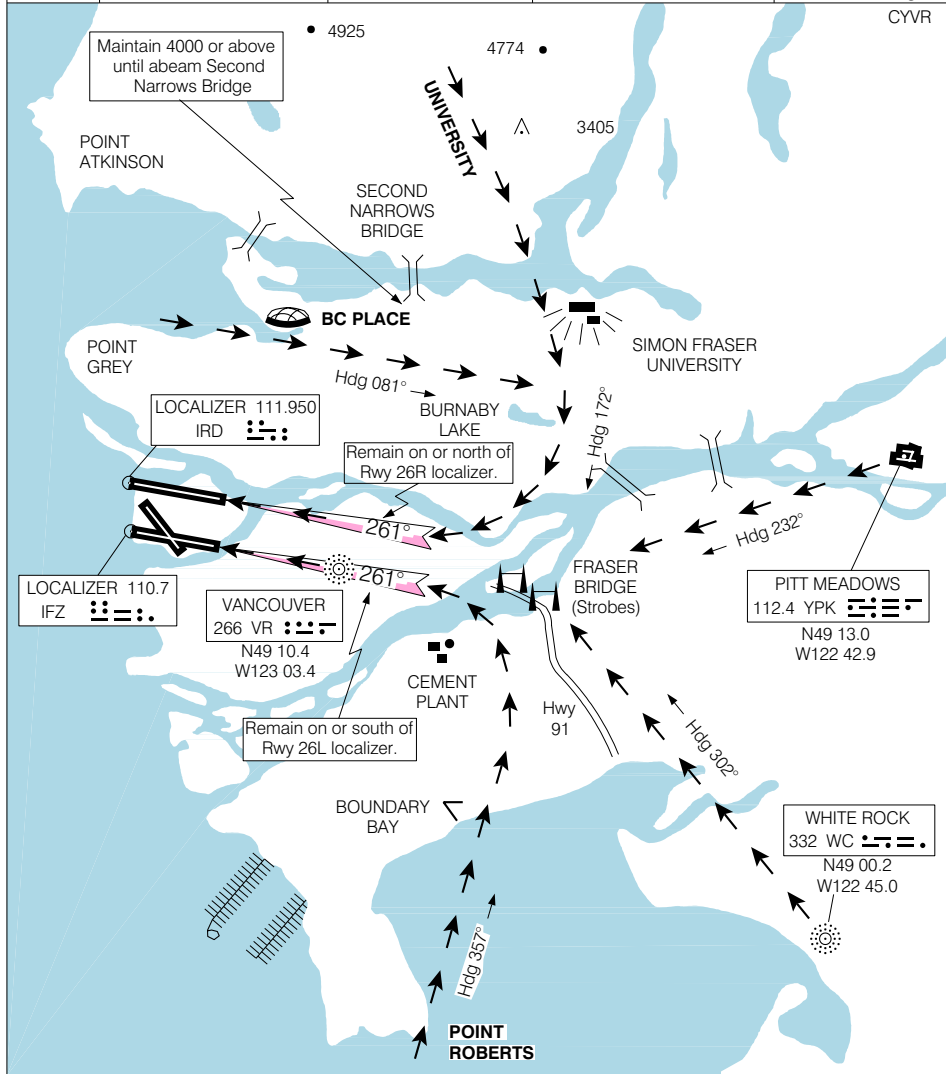 CYVR
4925
4774
Maintain 4000 or above
until abeam Second
Narrows Bridge
UNIVERSITY
3405
POINT
ATKINSON
SECOND
NARROWS
BRIDGE
BC PLACE
SIMON FRASER
UNIVERSITY
POINT
GREY
Hdg 081°
BURNABY
LAKE
Hdg 172°
LOCALIZER 111.950
IRD
Remain on or north of
Rwy 26R localizer.
261°
Hdg 232°
261°
FRASER
BRIDGE
(Strobes)
LOCALIZER 110.7
IFZ
VANCOUVER
266 VR
N49 10.4
W123 03.4
PITT MEADOWS
112.4 YPK
N49 13.0
W122 42.9
CEMENT
PLANT
Hwy
91
Remain on or south of
Rwy 26L localizer.
Hdg 302°
BOUNDARY
BAY
WHITE ROCK
332 WC
N49 00.2
W122 45.0
Hdg 357°
POINT
ROBERTS